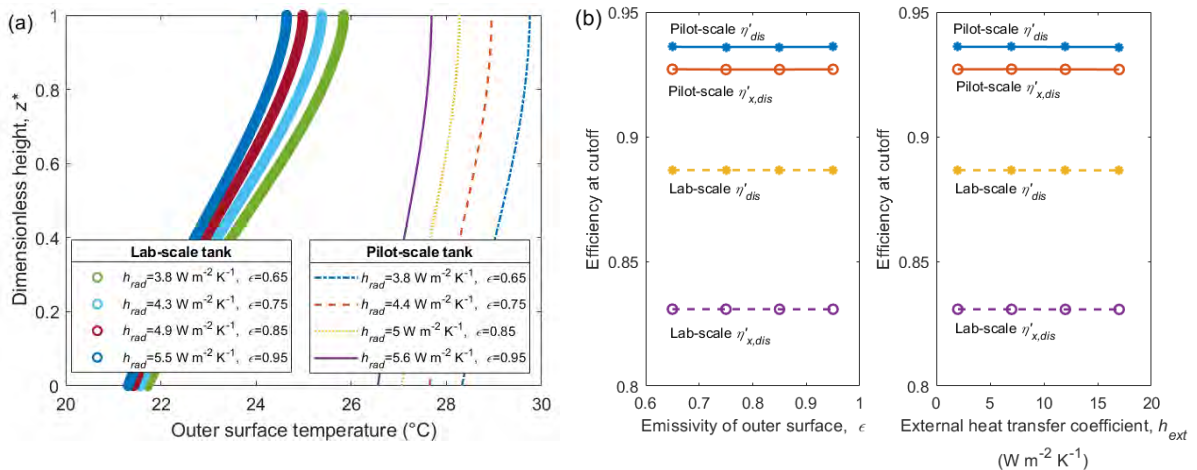 (a)
1
0.8
0.6
0.4
0.2
0
Dimensionless height, z*
Lab-scale tank
h_rad=3.8 W m⁻² K⁻¹, ϵ=0.65
h_rad=4.3 W m⁻² K⁻¹, ϵ=0.75
h_rad=4.9 W m⁻² K⁻¹, ϵ=0.85
h_rad=5.5 W m⁻² K⁻¹, ϵ=0.95
Pilot-scale tank
h_rad=3.8 W m⁻² K⁻¹, ϵ=0.65
h_rad=4.4 W m⁻² K⁻¹, ϵ=0.75
h_rad=5 W m⁻² K⁻¹, ϵ=0.85
h_rad=5.6 W m⁻² K⁻¹, ϵ=0.95
20 22 24 26 28 30
Outer surface temperature (°C)
(b)
0.95
0.9
0.85
0.8
Efficiency at cutoff
Pilot-scale η'_dis
Pilot-scale η'_x,dis
Lab-scale η'_dis
Lab-scale η'_x,dis
0.6 0.7 0.8 0.9 1
Emissivity of outer surface, ϵ
0.95
0.9
0.85
0.8
Efficiency at cutoff
Pilot-scale η'_dis
Pilot-scale η'_x,dis
Lab-scale η'_dis
Lab-scale η'_x,dis
0 5 10 15 20
External heat transfer coefficient, h_ext
(W m⁻² K⁻¹)